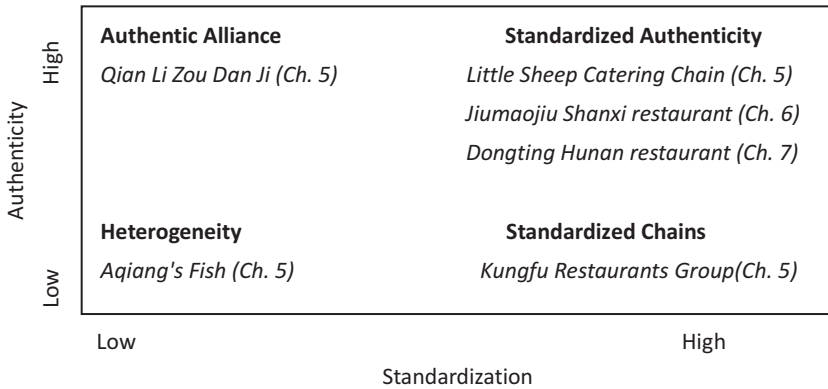 Authentic Alliance
Standardized Authenticity
High
Qian Li Zou Dan Ji (Ch. 5)
Little Sheep Catering Chain (Ch. 5)
Jiumaojiu Shanxi restaurant (Ch. 6)
Dongting Hunan restaurant (Ch. 7)
Authenticity
Heterogeneity
Standardized Chains
Low
Aqiang's Fish (Ch. 5)
Kungfu Restaurants Group(Ch. 5)
Low
High
Standardization